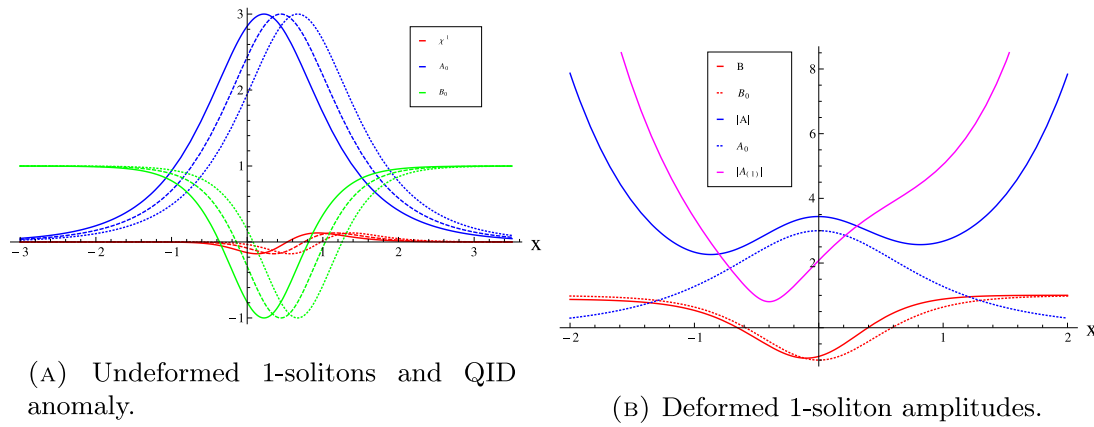 3
2
1
-1
-3
-2
-1
1
2
3
x
χ¹
A₀
B₀
(A) Undeformed 1-solitons and QID
anomaly.
8
6
4
2
-2
-1
1
2
x
B
B₀
|A|
A₀
|A₍₁₎|
(B) Deformed 1-soliton amplitudes.